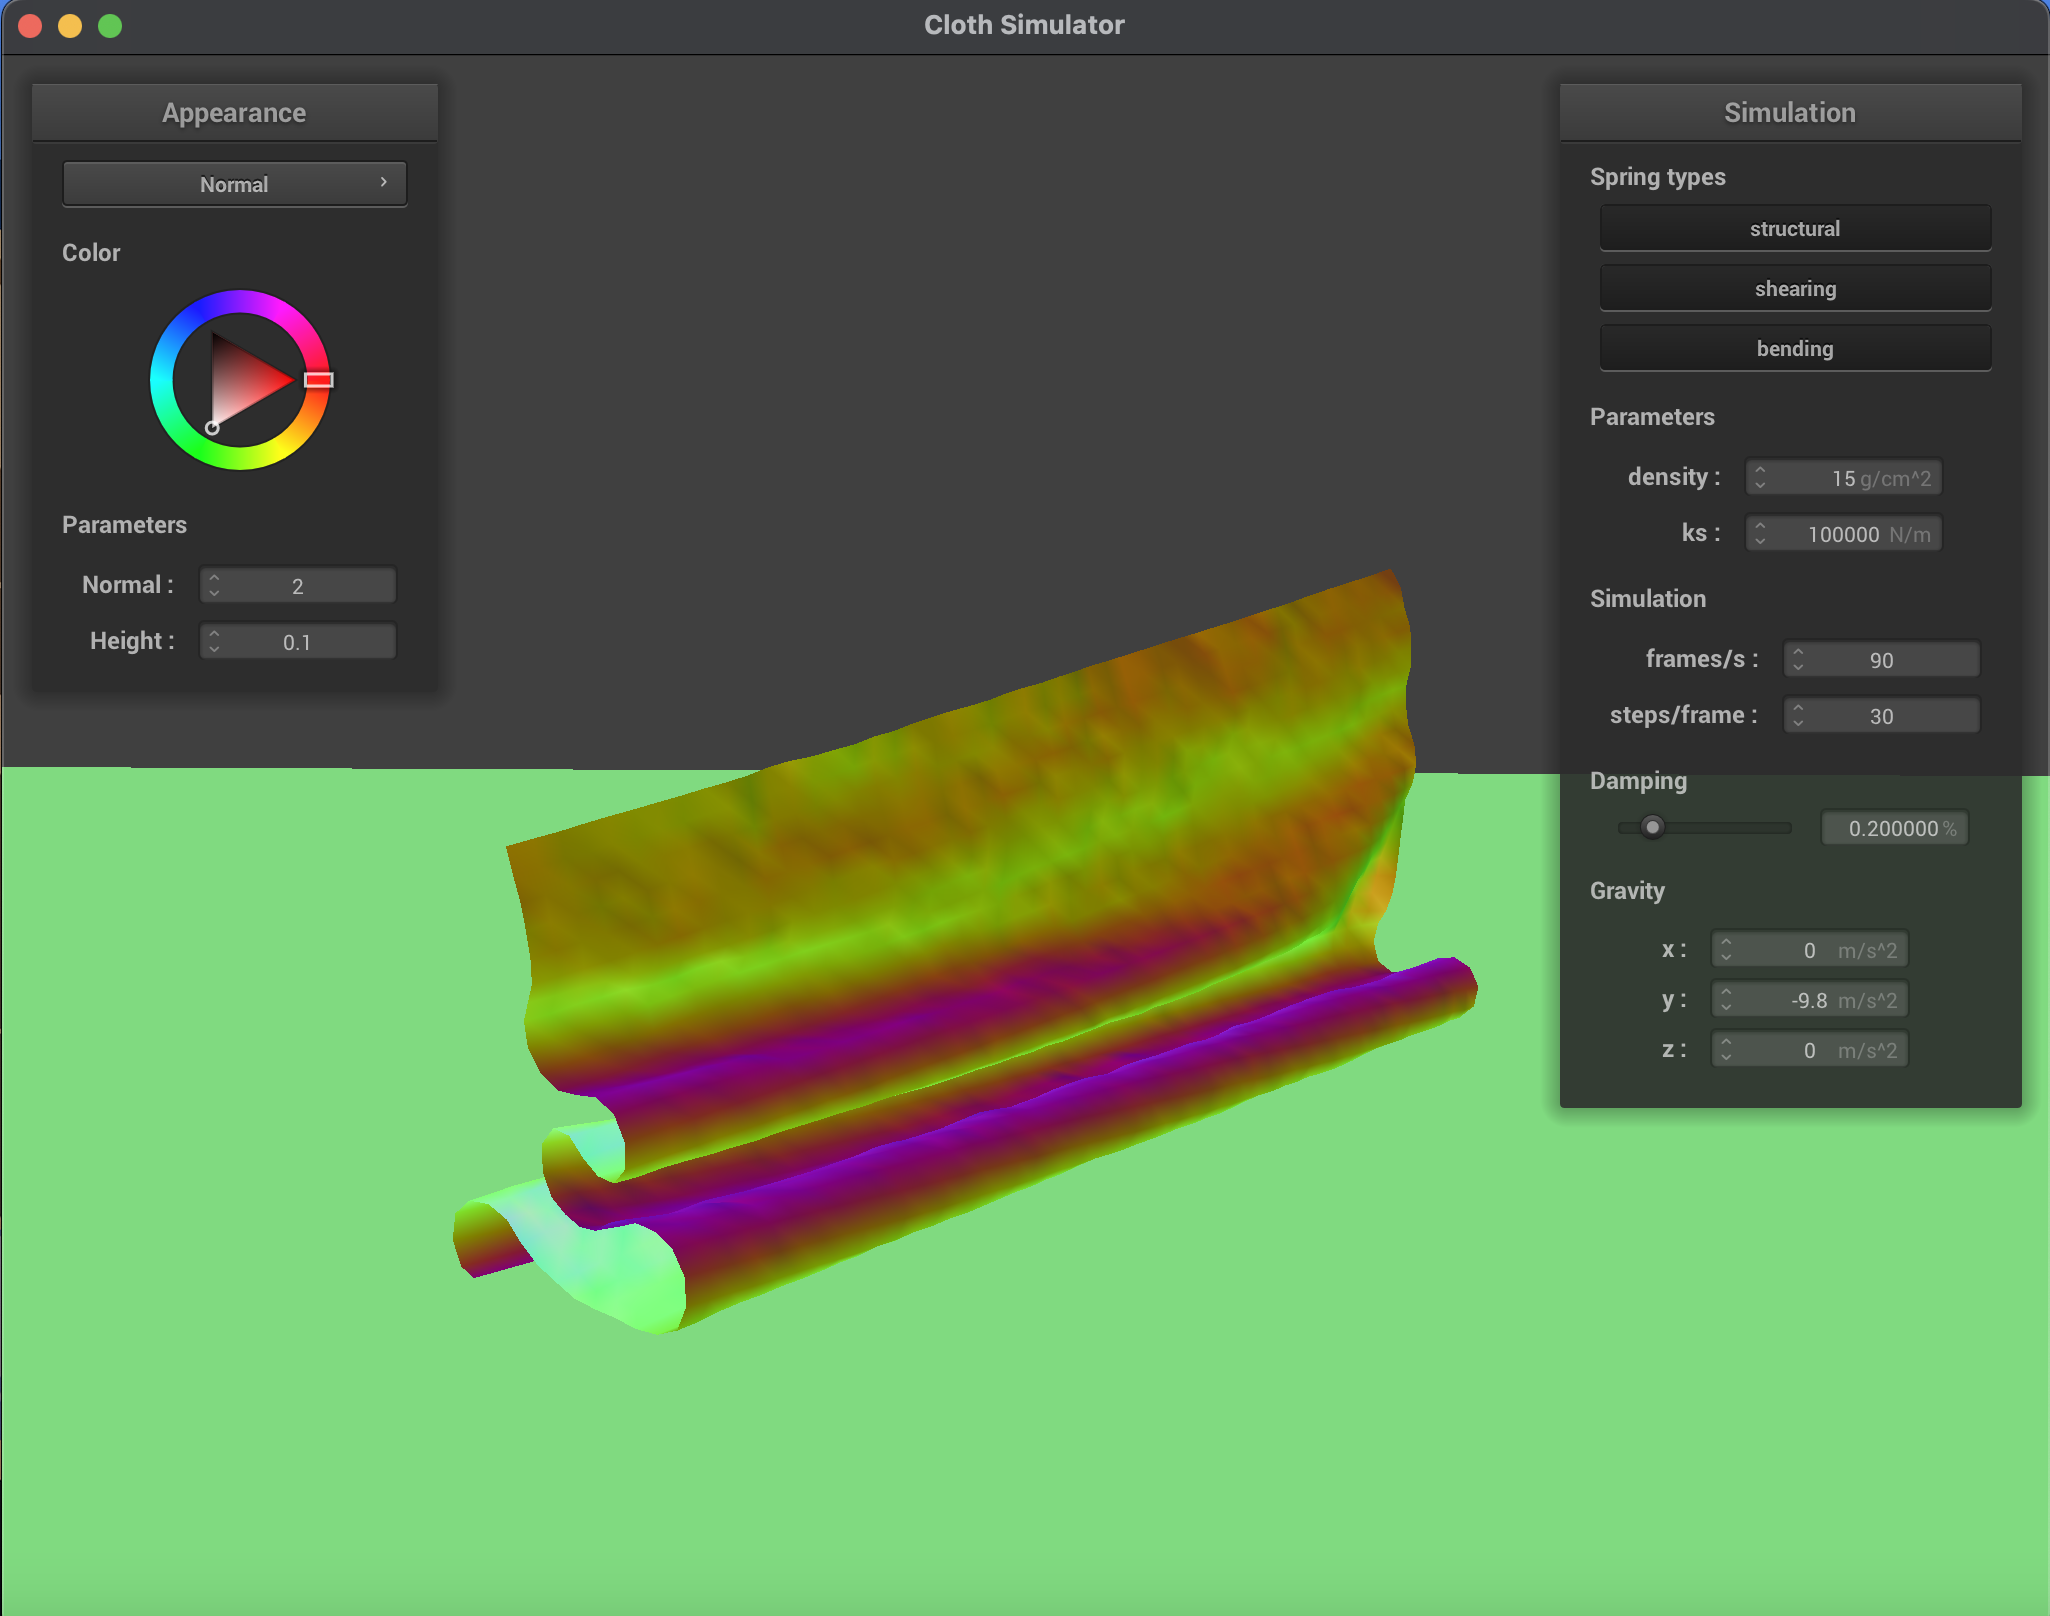 Cloth Simulator
Appearance
Normal
Color
Parameters
Normal : 2
Height : 0.1
Simulation
Spring types
structural
shearing
bending
Parameters
density : 15 g/cm^2
ks : 100000 N/m
Simulation
frames/s : 90
steps/frame : 30
Damping
0.200000 %
Gravity
x : 0 m/s^2
y : -9.8 m/s^2
z : 0 m/s^2